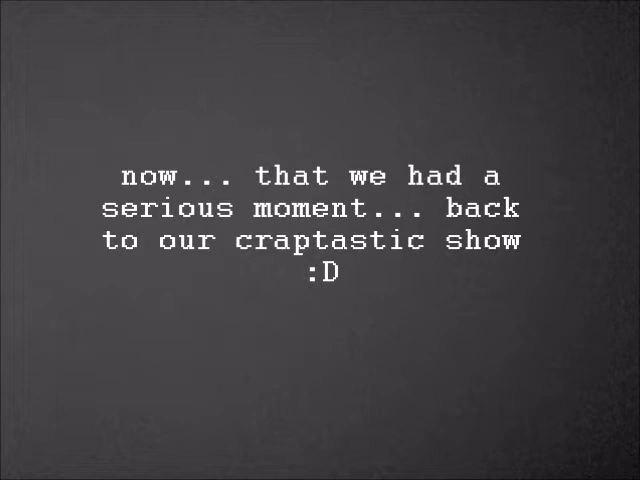 now... that we had a
serious moment... back
to our craptastic show
:D